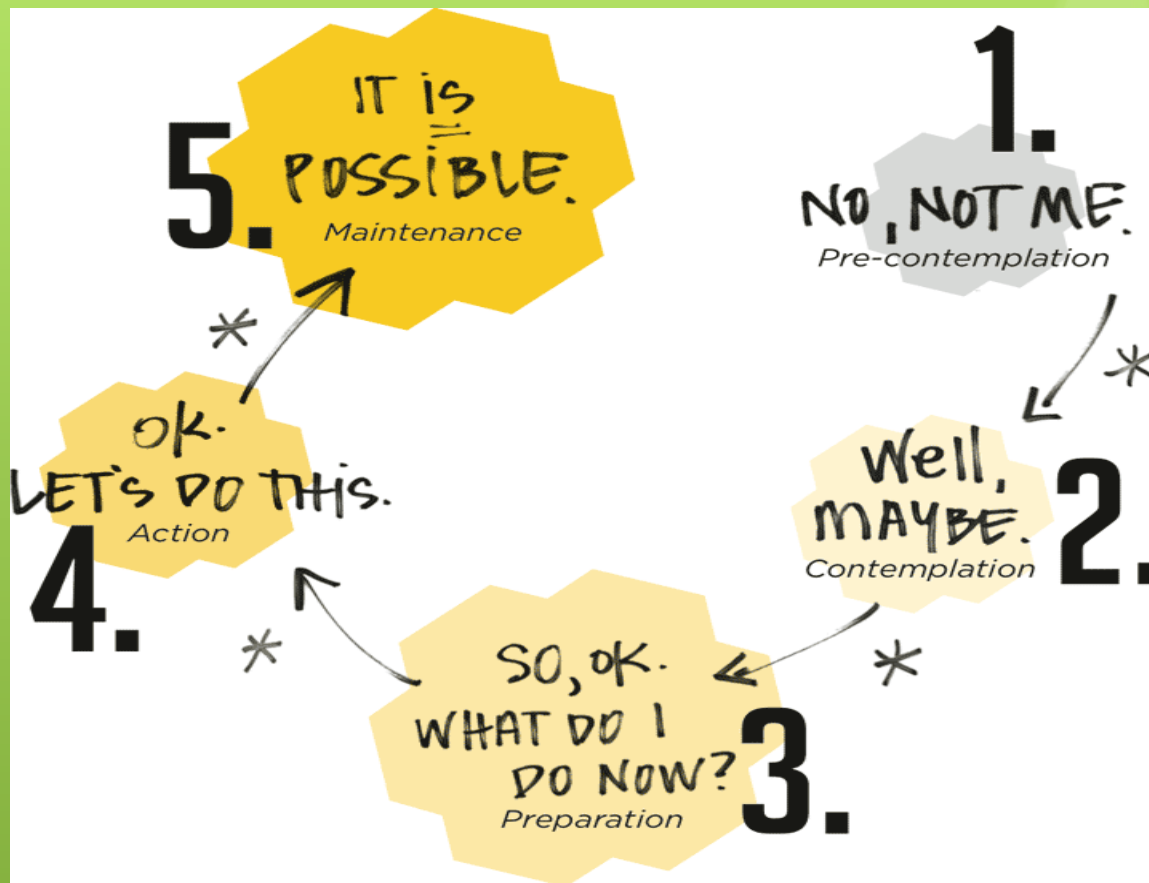 1.
NO, NOT ME.
Pre-contemplation
*
Well,
MAYBE.
Contemplation
2.
*
SO, OK.
WHAT DO I
DO NOW?
Preparation
3.
*
OK.
LET'S DO THIS.
Action
4.
*
IT is
POSSIBLE.
Maintenance
5.